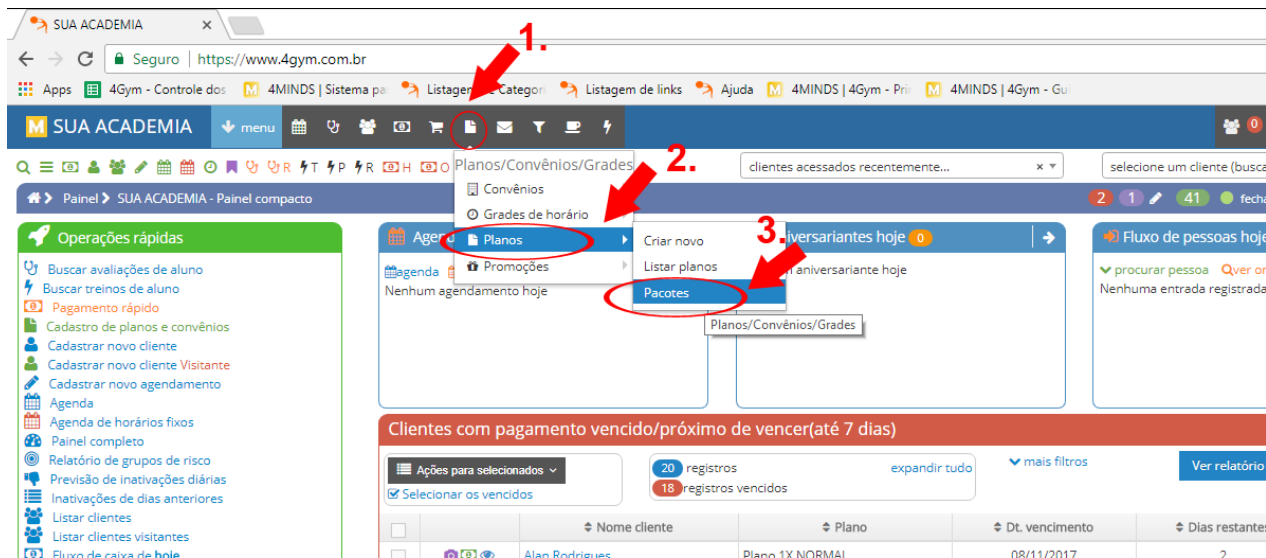 SUA ACADEMIA
1.
Seguro | https://www.4gym.com.br
Apps 4Gym - Controle dos 4MINDS | Sistema pa Listagem Categori Listagem de links Ajuda 4MINDS | 4Gym - Pri 4MINDS | 4Gym - Gu
M SUA ACADEMIA menu 0
R T P R H O Planos/Convênios/Grades 2. clientes acessados recentemente... selecione um cliente (busca
Painel SUA ACADEMIA - Painel compacto Convênios 2 1 41 fecha
Grades de horário
Operações rápidas Agend Planos Criar novo 3. iversariantes hoje 0 Fluxo de pessoas hoje
Buscar avaliações de aluno agenda Promoções Listar planos aniversariante hoje procurar pessoa ver
Buscar treinos de aluno Nenhum agendamento hoje Pacotes Nenhuma entrada registrada
Pagamento rápido
Cadastro de planos e convênios Planos/Convênios/Grades
Cadastrar novo cliente
Cadastrar novo cliente Visitante
Cadastrar novo agendamento
Agenda
Agenda de horários fixos Clientes com pagamento vencido/próximo de vencer(até 7 dias)
Painel completo
Relatório de grupos de risco Ações para selecionados 20 registros expandir tudo mais filtros Ver relatório
Previsão de inativações diárias 18 registros vencidos
Inativações de dias anteriores Selecionar os vencidos
Listar clientes Nome cliente Plano Dt. vencimento Dias restantes
Listar clientes visitantes
Fluxo de caixa de hoje Alan Rodrigues Plano 1X NORMAL 08/11/2017 2